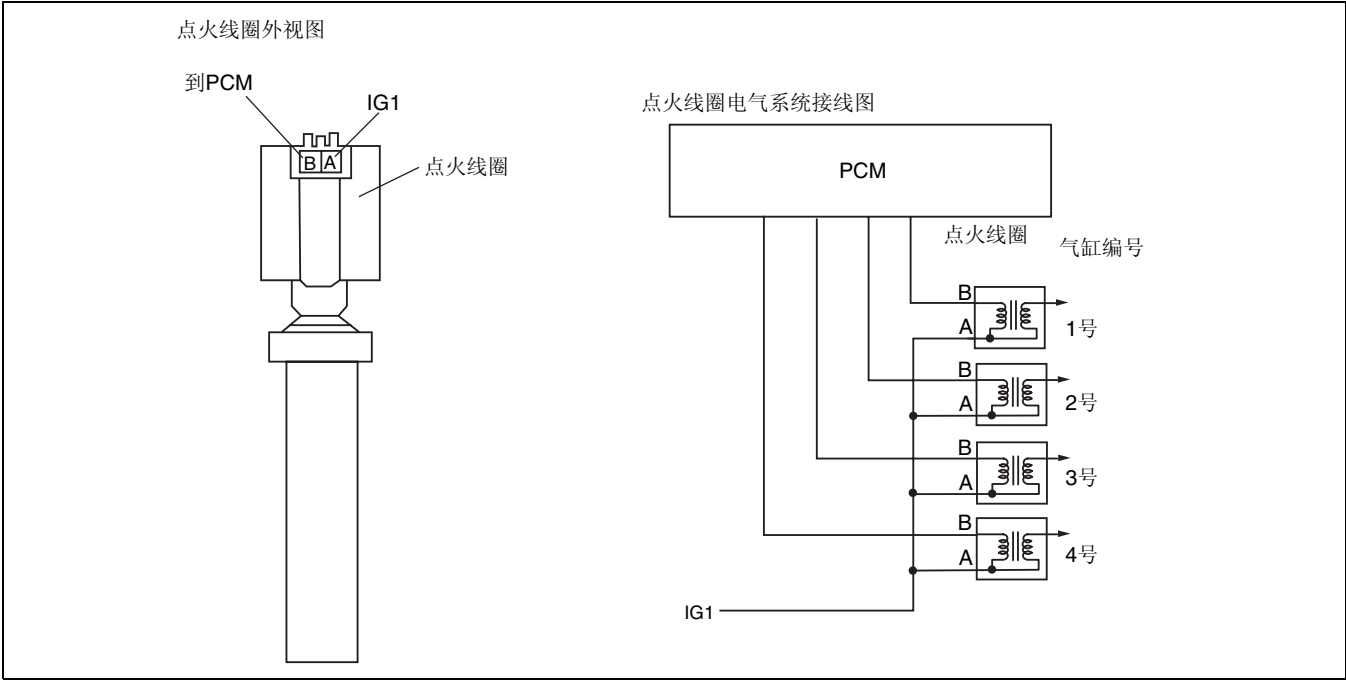 点火线圈外视图
到PCM
IG1
B A
点火线圈
点火线圈电气系统接线图
PCM
点火线圈
气缸编号
B
A
1号
B
A
2号
B
A
3号
B
A
4号
IG1